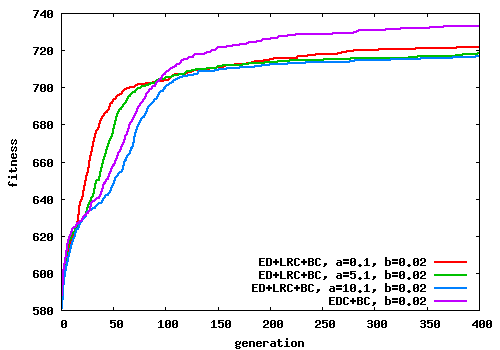 740
720
700
680
660
640
620
600
580
fitness
ED+LRC+BC, a=0.1, b=0.02
ED+LRC+BC, a=5.1, b=0.02
ED+LRC+BC, a=10.1, b=0.02
EDC+BC, b=0.02
0 50 100 150 200 250 300 350 400
generation